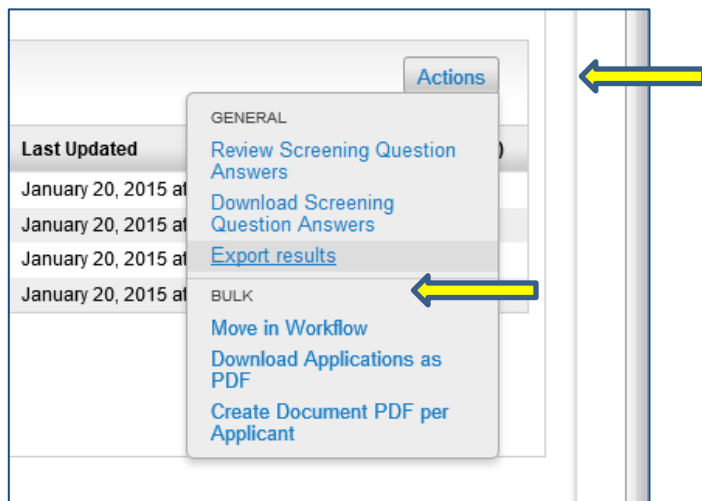 Actions
GENERAL
Last Updated
Review Screening Question
Answers
)
January 20, 2015 at
Download Screening
January 20, 2015 at
Question Answers
January 20, 2015 at
Export results
January 20, 2015 at
BULK
Move in Workflow
Download Applications as
PDF
Create Document PDF per
Applicant